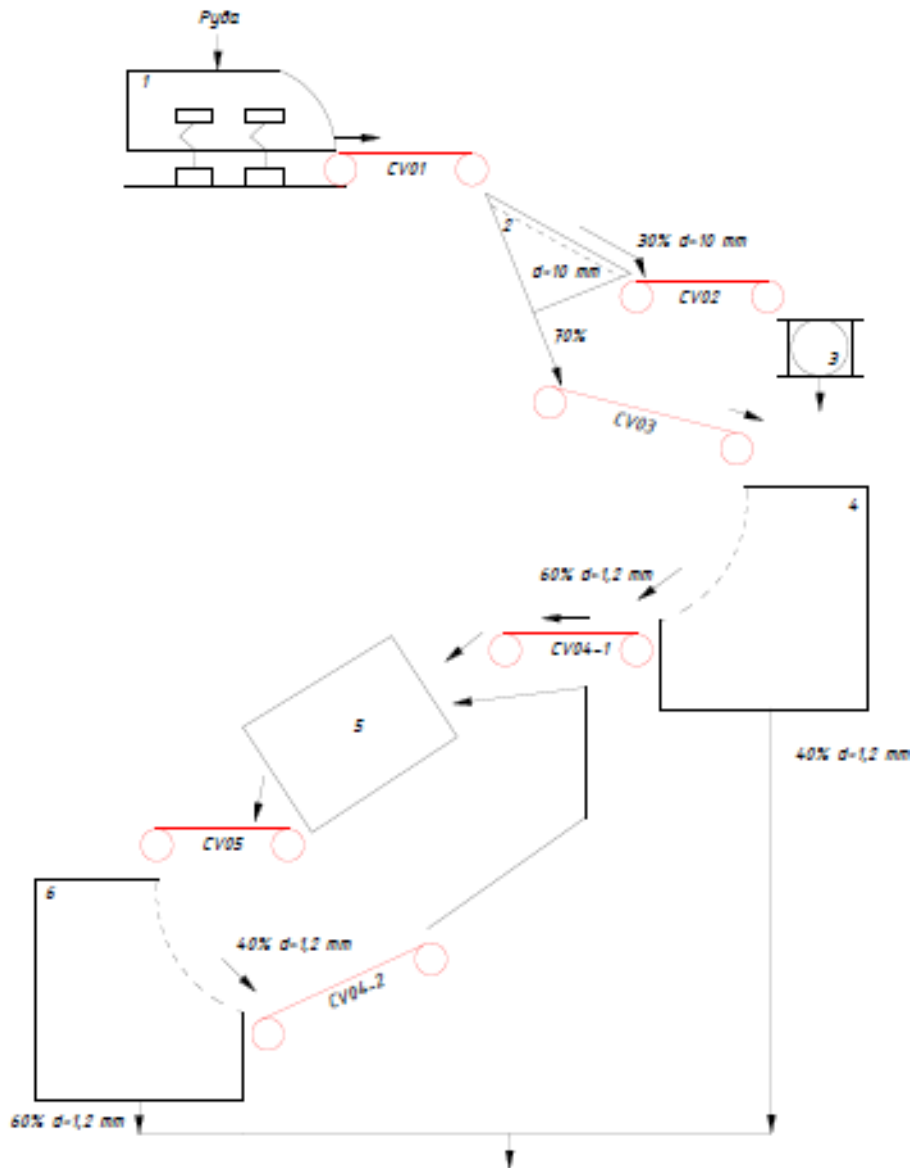 Руда
1
CV01
2
30% d=10 mm
d=10 mm
CV02
70%
3
CV03
4
60% d=1,2 mm
CV04-1
5
40% d=1,2 mm
CV05
6
40% d=1,2 mm
CV04-2
60% d=1,2 mm